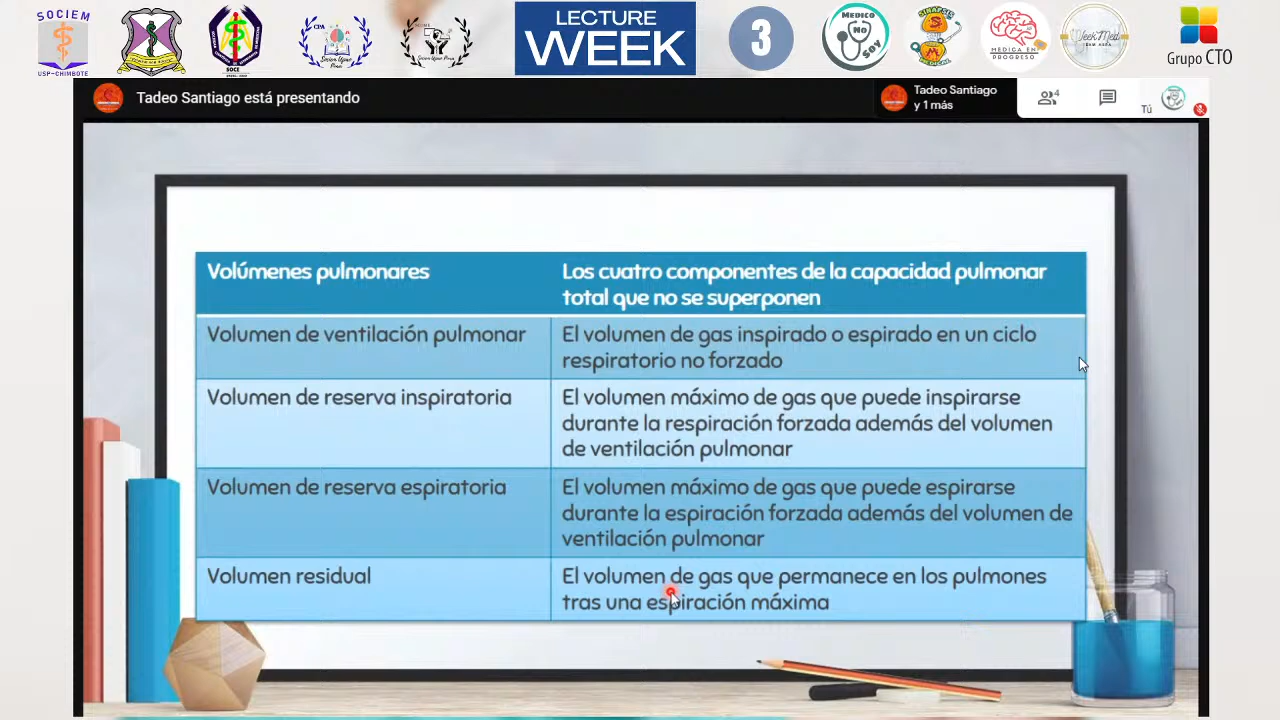 SOCIEM
USP-CHIMBOTE
LECTURE
WEEK
3
MEDICO
No
SOY
SINAPSIS
MEDICA EN
PROGRESO
Grupo CTO
Tadeo Santiago está presentando
Tadeo Santiago
y 1 más
4
Tú
Volúmenes pulmonares
Los cuatro componentes de la capacidad pulmonar
total que no se superponen
Volumen de ventilación pulmonar
El volumen de gas inspirado o espirado en un ciclo
respiratorio no forzado
Volumen de reserva inspiratoria
El volumen máximo de gas que puede inspirarse
durante la respiración forzada además del volumen
de ventilación pulmonar
Volumen de reserva espiratoria
El volumen máximo de gas que puede espirarse
durante la espiración forzada además del volumen de
ventilación pulmonar
Volumen residual
El volumen de gas que permanece en los pulmones
tras una espiración máxima